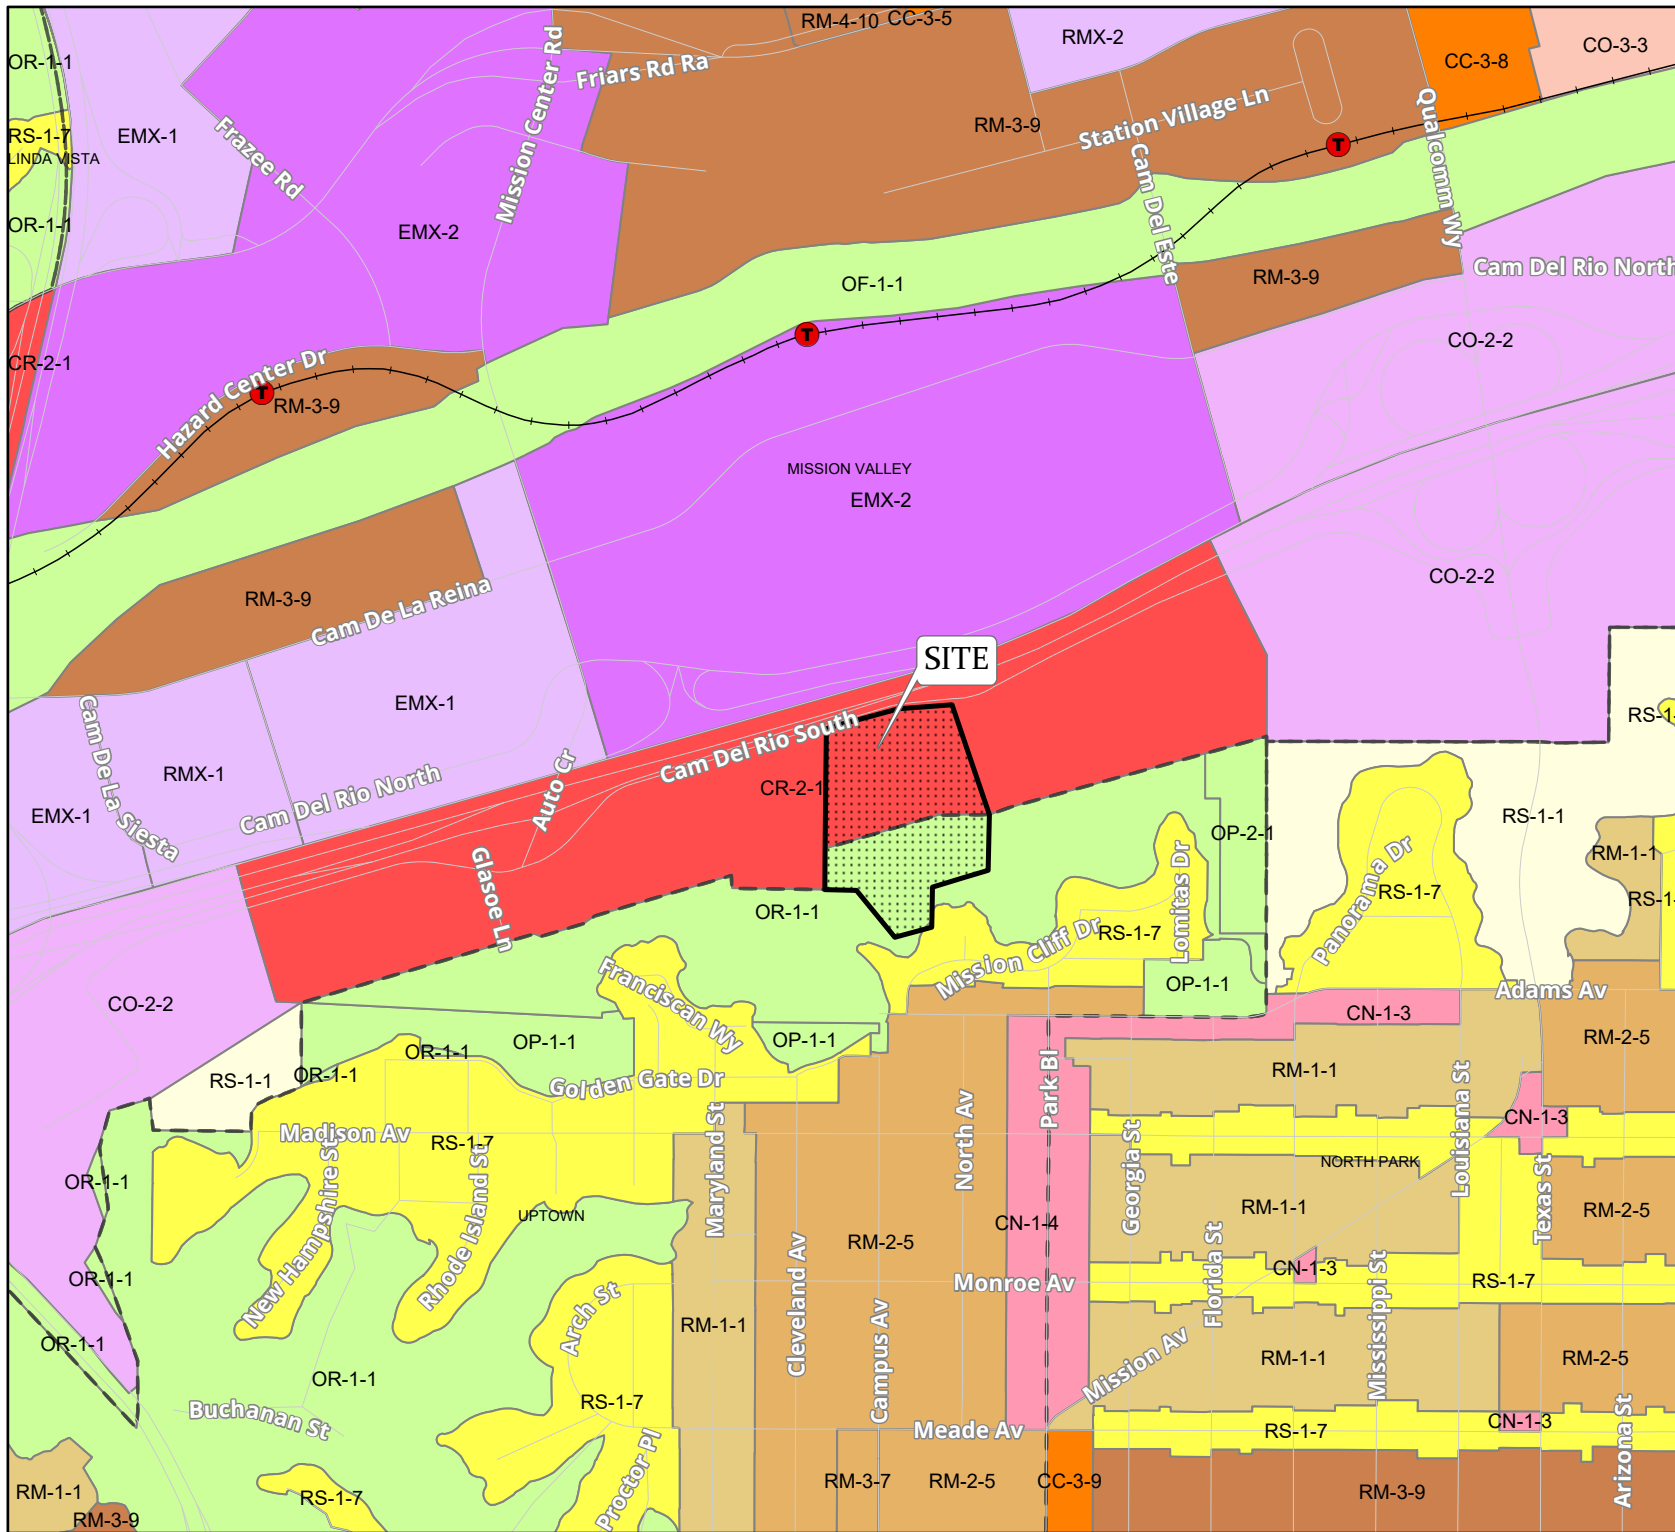 RM-4-10
CC-3-5
RMX-2
CO-3-3
OR-1-1
CC-3-8
Friars Rd Ra
Mission Center Rd
Qualcomm Wy
Station Village Ln
RM-3-9
RS-1-7
EMX-1
LINDA VISTA
Frazee Rd
T
Cam Del Este
OR-1-1
EMX-2
Cam Del Rio North
RM-3-9
OF-1-1
T
CO-2-2
CR-2-1
Hazard Center Dr
T
RM-3-9
MISSION VALLEY
EMX-2
CO-2-2
RM-3-9
Cam De La Reina
SITE
EMX-1
RS-1-
Cam De La Siesta
RMX-1
Cam Del Rio South
CR-2-1
Cam Del Rio North
Auto Cr
EMX-1
RS-1-1
OP-2-1
RM-1-1
Glasoe Ln
Lomitas Dr
Panorama Dr
RS-1-7
RS-1-
OR-1-1
RS-1-7
Mission Cliff Dr
OP-1-1
Adams Av
Franciscan Wy
CO-2-2
CN-1-3
RM-2-5
OR-1-1
OP-1-1
OP-1-1
RS-1-1
OR-1-1
Golden Gate Dr
Park Bl
RM-1-1
Louisiana St
CN-1-3
Madison Av
RS-1-7
Maryland St
North Av
Georgia St
NORTH PARK
Texas St
OR-1-1
New Hampshire St
Rhode Island St
UPTOWN
RM-1-1
RM-2-5
CN-1-4
RM-2-5
OR-1-1
Cleveland Av
Monroe Av
Florida St
CN-1-3
Mississippi St
RS-1-7
Arch St
RM-1-1
OR-1-1
Campus Av
Mission Av
RM-1-1
RM-2-5
OR-1-1
RS-1-7
Buchanan St
Meade Av
RS-1-7
CN-1-3
Arizona St
Proctor Pl
RM-3-7
RM-2-5
CC-3-9
RM-3-9
RM-1-1
RS-1-7
RM-3-9